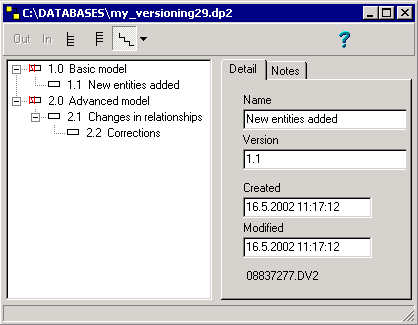 C:\DATABASES\my_versioning29.dp2
Out In ?
1.0 Basic model
1.1 New entities added
2.0 Advanced model
2.1 Changes in relationships
2.2 Corrections
Detail Notes
Name
New entities added
Version
1.1
Created
16.5.2002 11:17:12
Modified
16.5.2002 11:17:12
08837277.DV2